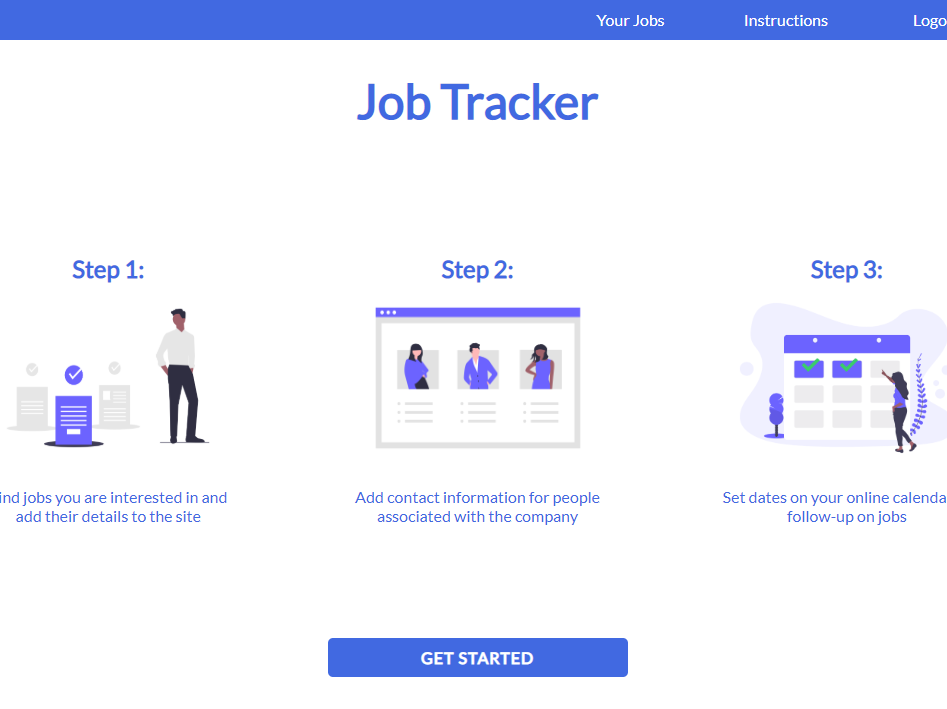 Your Jobs Instructions Logo
Job Tracker
Step 1:
Step 2:
Step 3:
ind jobs you are interested in and
add their details to the site
Add contact information for people
associated with the company
Set dates on your online calenda
follow-up on jobs
GET STARTED